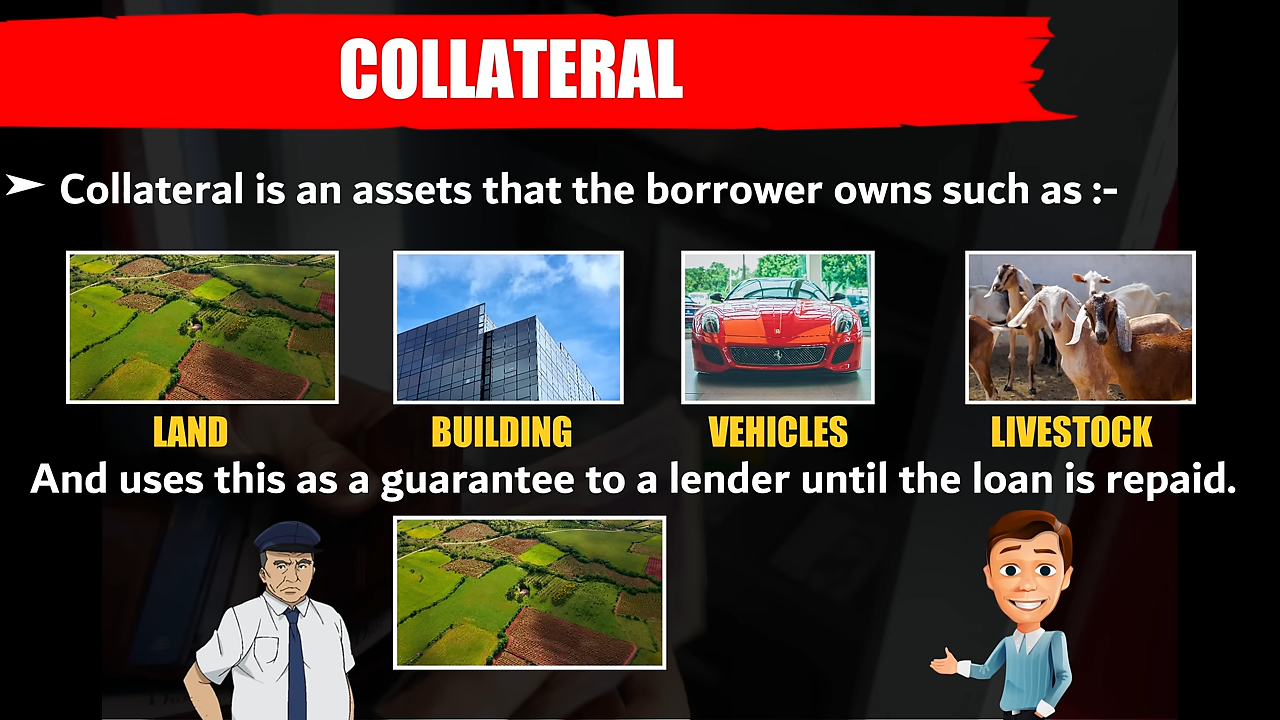 COLLATERAL
➤ Collateral is an assets that the borrower owns such as :-
LAND BUILDING VEHICLES LIVESTOCK
And uses this as a guarantee to a lender until the loan is repaid.